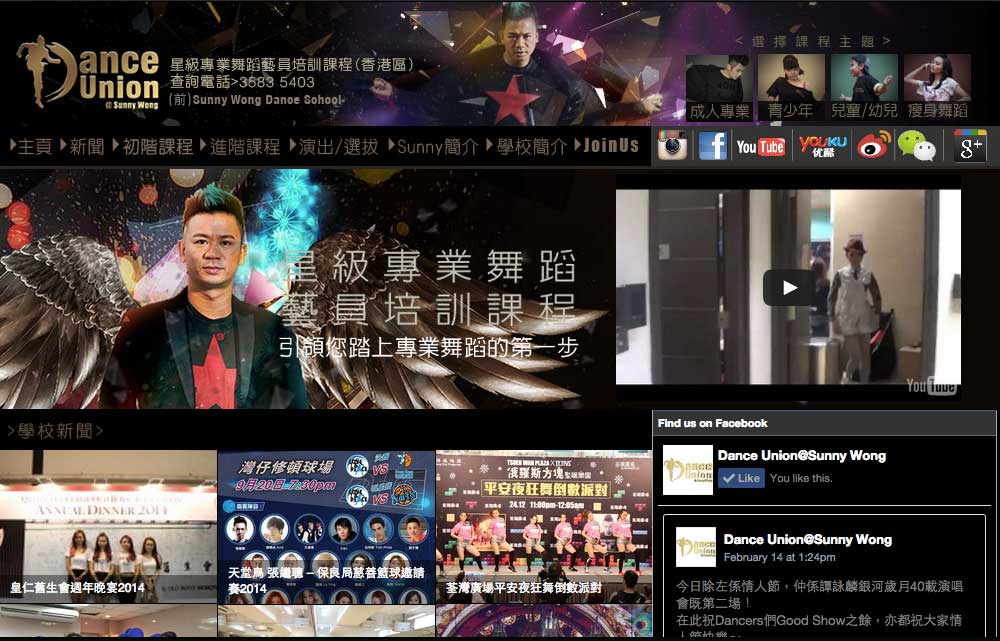 Dance
Union
@ Sunny Wong
星級專業舞蹈藝員培訓課程(香港區)
查詢電話>3583 5403
(前)Sunny Wong Dance School
<選擇課程主題>
成人專業
青少年
兒童/幼兒
瘦身舞蹈
主頁
新聞
初階課程
進階課程
演出/選拔
Sunny簡介
學校簡介
JoinUs
f
You Tube
YOUKU
优酷
g+
星級專業舞蹈
藝員培訓課程
引領您踏上專業舞蹈的第一步
YouTube
>學校新聞>
Find us on Facebook
Dance Union@Sunny Wong
Like
You like this.
Dance Union@Sunny Wong
February 14 at 1:24pm
今日除左係情人節，仲係譚詠麟銀河歲月40載演唱
會既第二場！
在此祝Dancers們Good Show之餘，亦都祝大家情
人節快樂~
ANNUAL DINNER 2014
皇仁舊生會週年晚宴2014
灣仔修頓球場
9月20日 7:30pm
VS
VS
天堂鳥 張繼聰 – 保良局慈善籃球邀請
賽2014
TSUEN WAN PLAZA
俄羅斯方塊
平安夜狂舞倒數派對
24.12 11:00pm-12:05am
荃灣廣場平安夜狂舞倒數派對